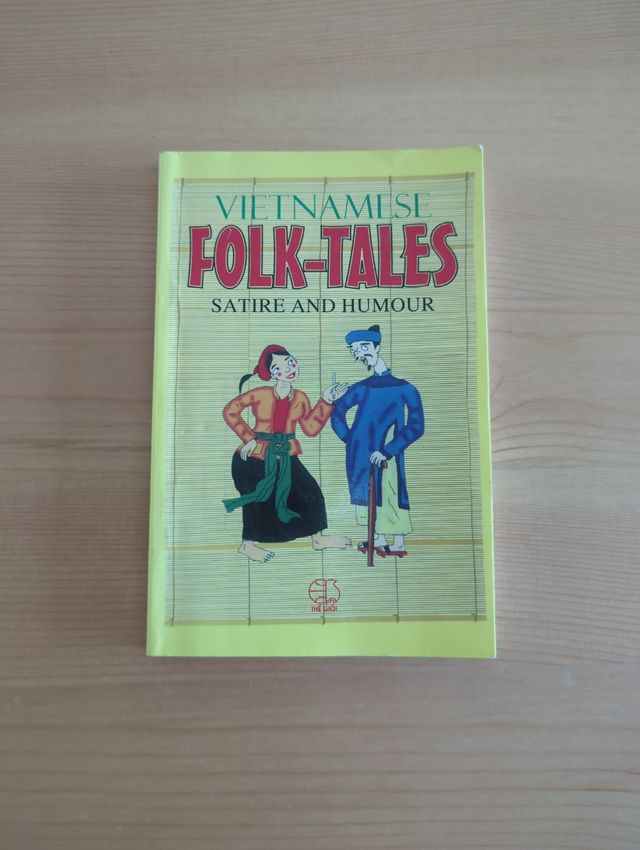 VIETNAMESE
FOLK-TALES
SATIRE AND HUMOUR
THẾ GIỚI